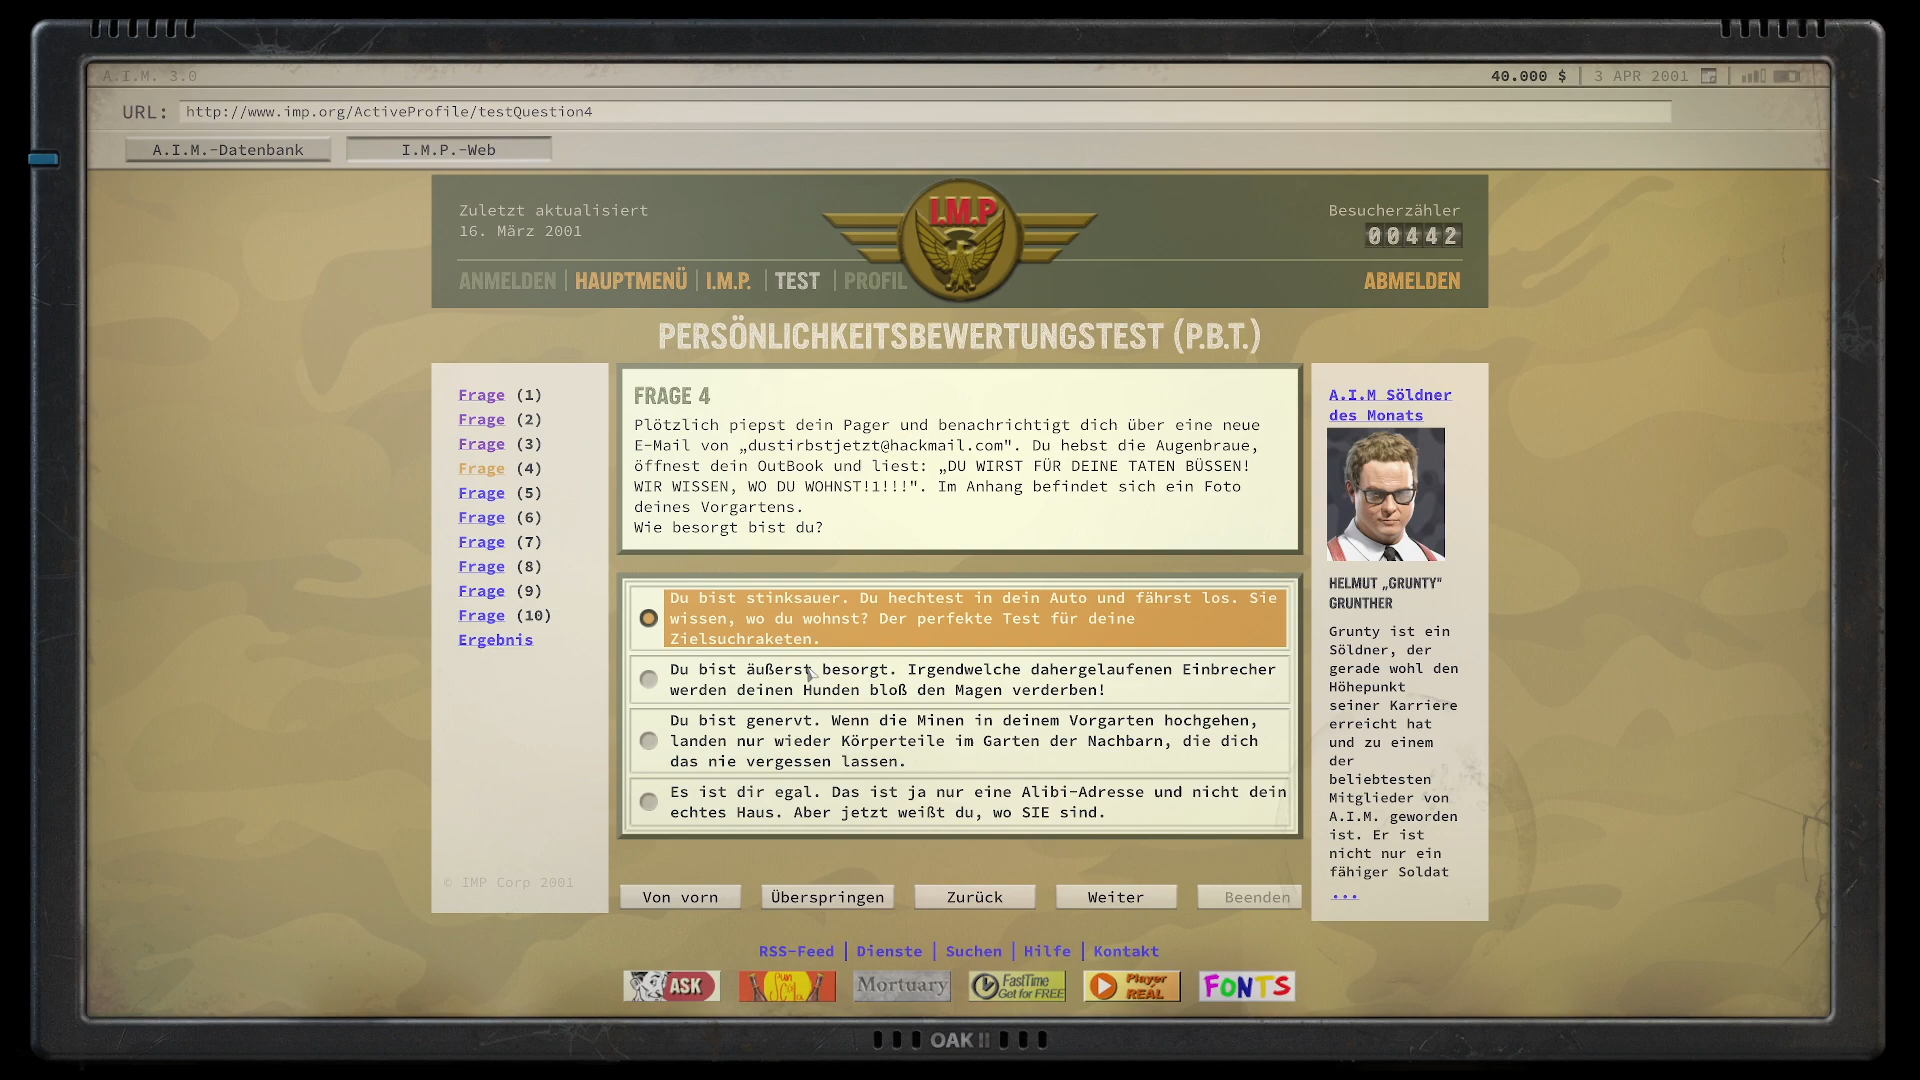 A.I.M. 3.0
40.000 $ | 3 APR 2001
URL: http://www.imp.org/ActiveProfile/testQuestion4
A.I.M.-Datenbank
I.M.P.-Web
Zuletzt aktualisiert
16. März 2001
I.M.P
Besucherzähler
00442
ANMELDEN | HAUPTMENÜ | I.M.P. | TEST | PROFIL
ABMELDEN
PERSÖNLICHKEITSBEWERTUNGSTEST (P.B.T.)
Frage (1)
Frage (2)
Frage (3)
Frage (4)
Frage (5)
Frage (6)
Frage (7)
Frage (8)
Frage (9)
Frage (10)
Ergebnis
© IMP Corp 2001
FRAGE 4
Plötzlich piepst dein Pager und benachrichtigt dich über eine neue
E-Mail von „dustirbstjetzt@hackmail.com". Du hebst die Augenbraue,
öffnest dein OutBook und liest: „DU WIRST FÜR DEINE TATEN BÜSSEN!
WIR WISSEN, WO DU WOHNST!1!!!". Im Anhang befindet sich ein Foto
deines Vorgartens.
Wie besorgt bist du?
Du bist stinksauer. Du hechtest in dein Auto und fährst los. Sie
wissen, wo du wohnst? Der perfekte Test für deine
Zielsuchraketen.
Du bist äußerst besorgt. Irgendwelche dahergelaufenen Einbrecher
werden deinen Hunden bloß den Magen verderben!
Du bist genervt. Wenn die Minen in deinem Vorgarten hochgehen,
landen nur wieder Körperteile im Garten der Nachbarn, die dich
das nie vergessen lassen.
Es ist dir egal. Das ist ja nur eine Alibi-Adresse und nicht dein
echtes Haus. Aber jetzt weißt du, wo SIE sind.
Von vorn
Überspringen
Zurück
Weiter
Beenden
A.I.M Söldner
des Monats
HELMUT „GRUNTY"
GRUNTHER
Grunty ist ein
Söldner, der
gerade wohl den
Höhepunkt
seiner Karriere
erreicht hat
und zu einem
der
beliebtesten
Mitglieder von
A.I.M. geworden
ist. Er ist
nicht nur ein
fähiger Soldat
...
RSS-Feed | Dienste | Suchen | Hilfe | Kontakt
ASK
Mortuary
FastTime
Get for FREE
Player
REAL
FONTS
OAK II